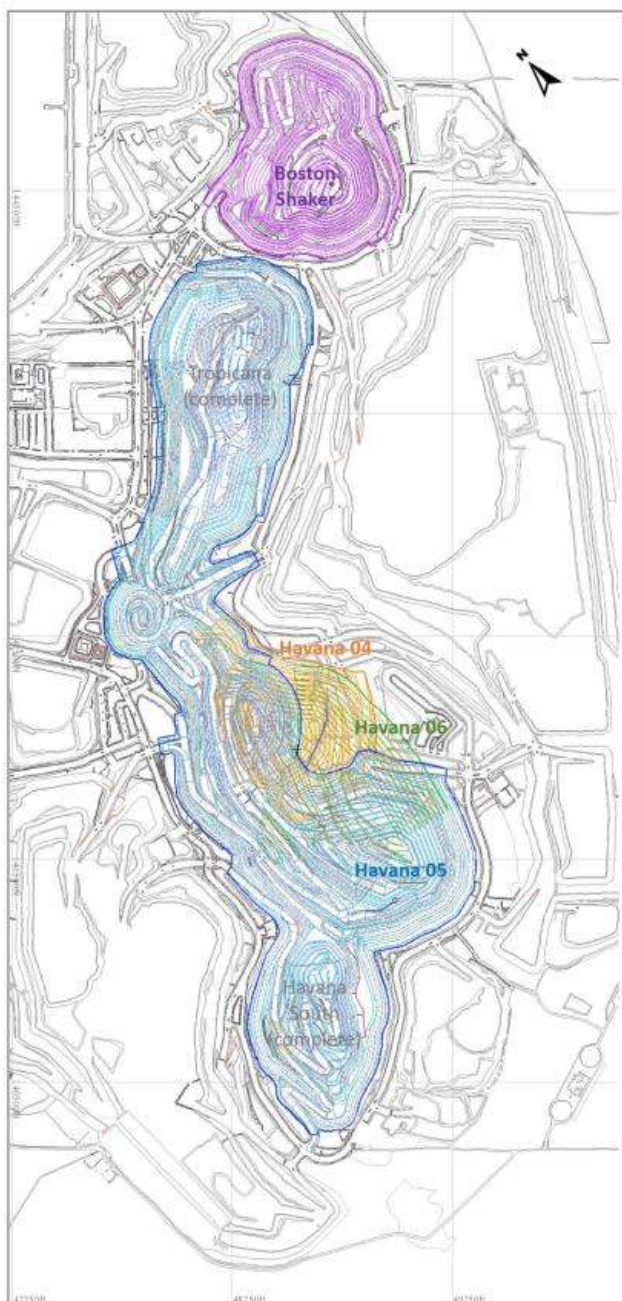 N
Boston
Shaker
Tropicana
(complete)
Havana 04
Havana 06
Havana 05
Havana
South
(complete)